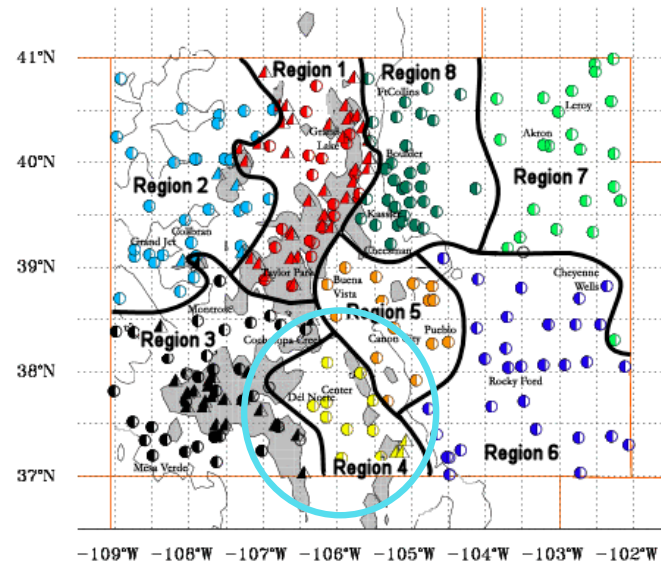 41°N
Region 1
Region 8
FtCollins
Leroy
Grand
Lake
Akron
40°N
Boulder
Region 2
Region 7
Kassler
Colbran
Grand Jct
Cheesman
39°N
Taylor Park
Buena
Vista
Cheyenne
Wells
Montrose
Region 5
Region 3
Cochetopa Creek
Canon City
Pueblo
38°N
Rocky Ford
Del Norte
Center
Mesa Verde
Region 4
Region 6
37°N
-109°W -108°W -107°W -106°W -105°W -104°W -103°W -102°W